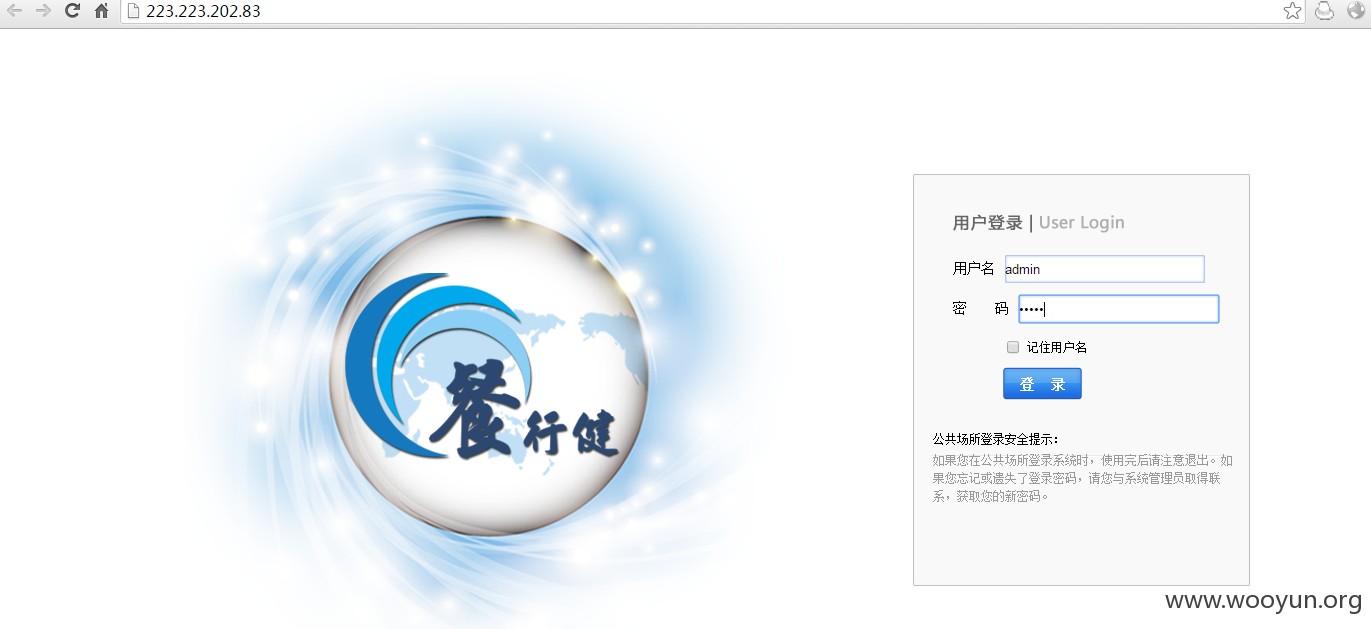 223.223.202.83
餐行健
用户登录 | User Login
用户名 admin
密 码 •••••
记住用户名
登 录
公共场所登录安全提示：
如果您在公共场所登录系统时，使用完后请注意退出。如
果您忘记或遗失了登录密码，请您与系统管理员取得联
系，获取您的新密码。
www.wooyun.org